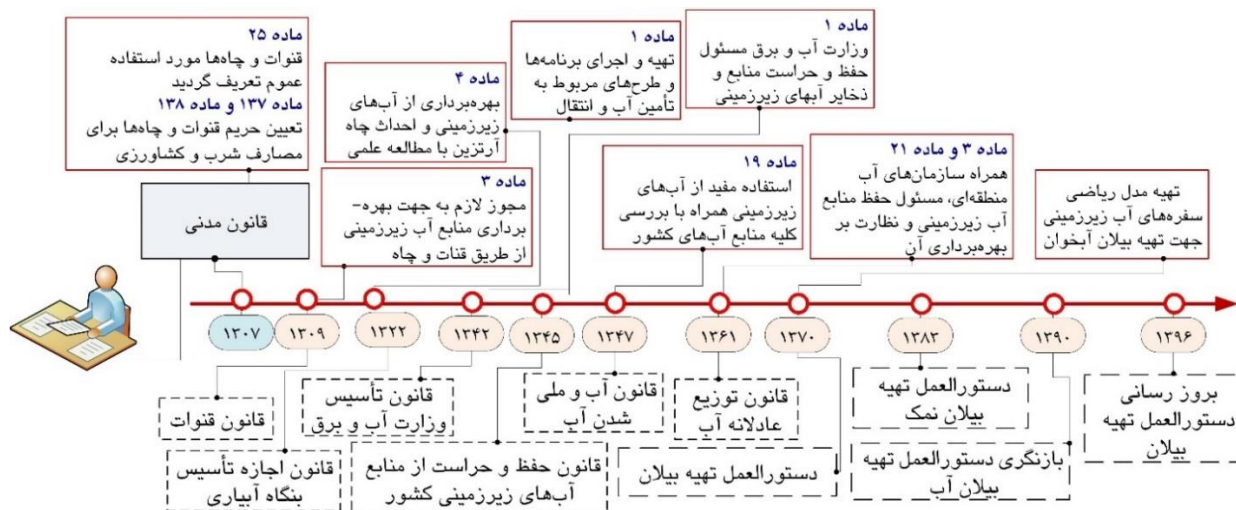 ماده ۲۵
قنوات و چاه‌ها مورد استفاده
عموم تعریف گردید
ماده ۱۳۷ و ماده ۱۳۸
تعیین حریم قنوات و چاه‌ها برای
مصارف شرب و کشاورزی
قانون مدنی
ماده ۴
بهره‌برداری از آب‌های
زیرزمینی و احداث چاه
آرتزین با مطالعه علمی
ماده ۳
مجوز لازم به جهت بهره-
برداری منابع آب زیرزمینی
از طریق قنات و چاه
ماده ۱
تهیه و اجرای برنامه‌ها
و طرح‌های مربوط به
تأمین آب و انتقال
ماده ۱
وزارت آب و برق مسئول
حفظ و حراست منابع و
ذخایر آبهای زیرزمینی
ماده ۱۹
استفاده مفید از آب‌های
زیرزمینی همراه با بررسی
کلیه منابع آب‌های کشور
ماده ۳ و ماده ۲۱
همراه سازمان‌های آب
منطقه‌ای، مسئول حفظ منابع
آب زیرزمینی و نظارت بر
بهره‌برداری آن
تهیه مدل ریاضی
سفره‌های آب زیرزمینی
جهت تهیه بیلان آبخوان
۱۳۰۷
۱۳۰۹
۱۳۲۲
۱۳۴۲
۱۳۴۵
۱۳۴۷
۱۳۶۱
۱۳۷۰
۱۳۸۳
۱۳۹۰
۱۳۹۶
قانون قنوات
قانون اجازه تأسیس
بنگاه آبیاری
قانون تأسیس
وزارت آب و برق
قانون حفظ و حراست از منابع
آب‌های زیرزمینی کشور
قانون آب و ملی
شدن آب
قانون توزیع
عادلانه آب
دستورالعمل تهیه بیلان
دستورالعمل تهیه
بیلان نمک
بازنگری دستورالعمل تهیه
بیلان آب
بروز رسانی
دستورالعمل تهیه
بیلان